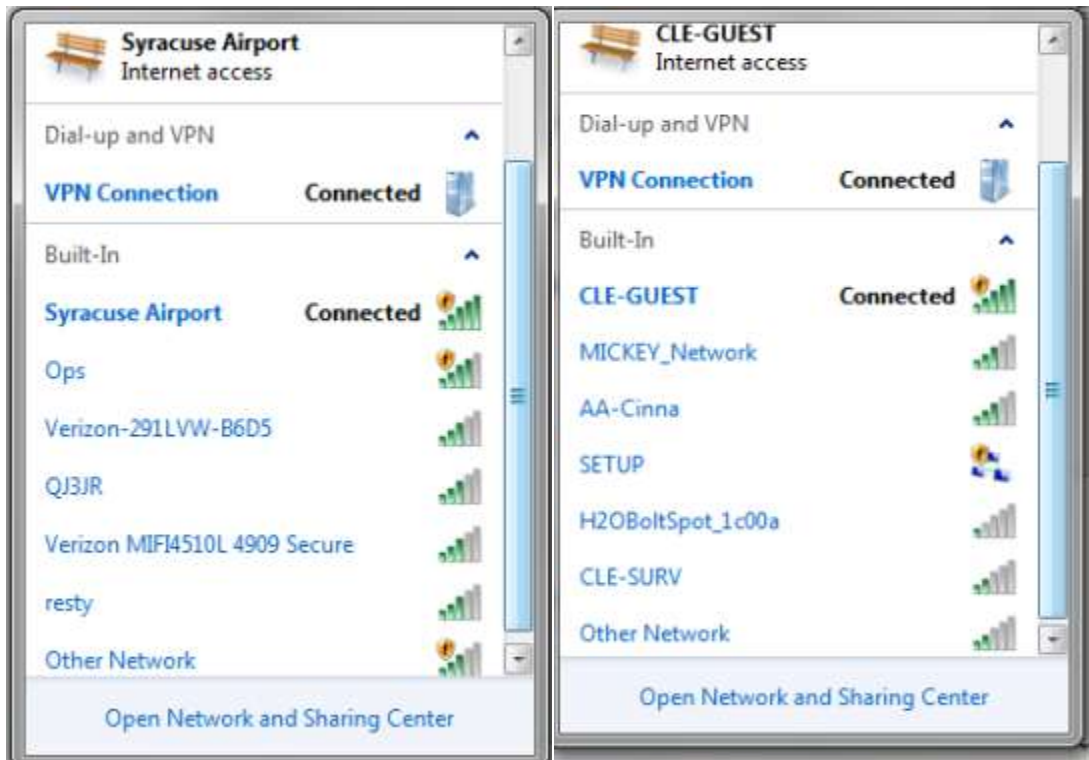 Syracuse Airport
Internet access
Dial-up and VPN
VPN Connection Connected
Built-In
Syracuse Airport Connected
Ops
Verizon-291LVW-B6D5
QJ3JR
Verizon MIFI4510L 4909 Secure
resty
Other Network
Open Network and Sharing Center
CLE-GUEST
Internet access
Dial-up and VPN
VPN Connection Connected
Built-In
CLE-GUEST Connected
MICKEY_Network
AA-Cinna
SETUP
H2OBoltSpot_1c00a
CLE-SURV
Other Network
Open Network and Sharing Center